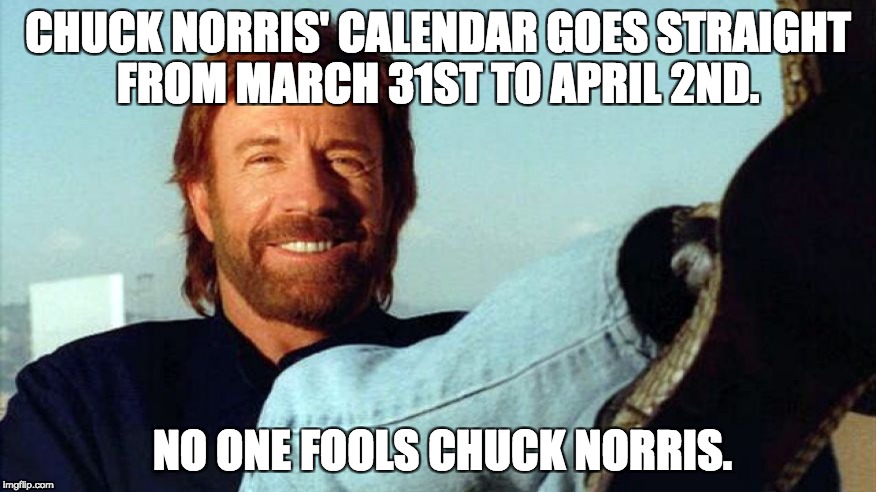 CHUCK NORRIS' CALENDAR GOES STRAIGHT
FROM MARCH 31ST TO APRIL 2ND.
NO ONE FOOLS CHUCK NORRIS.
imgflip.com